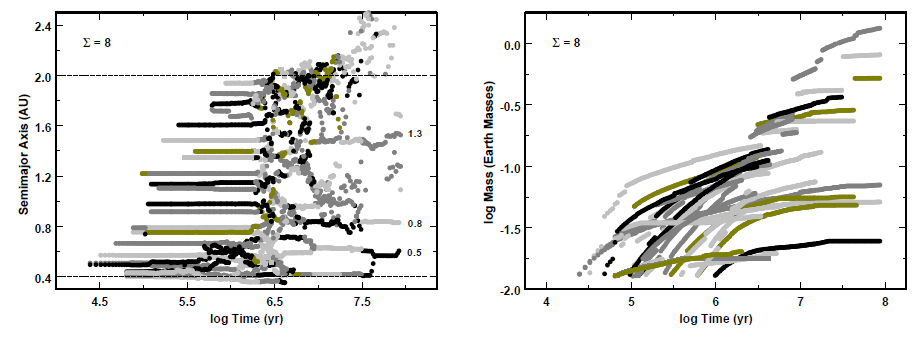 Σ = 8
2.4
2.0
1.6
1.2
0.8
0.4
Semimajor Axis (AU)
1.3
0.8
0.5
4.5 5.5 6.5 7.5
log Time (yr)
Σ = 8
0.0
-0.5
-1.0
-1.5
-2.0
log Mass (Earth Masses)
4 5 6 7 8
log Time (yr)